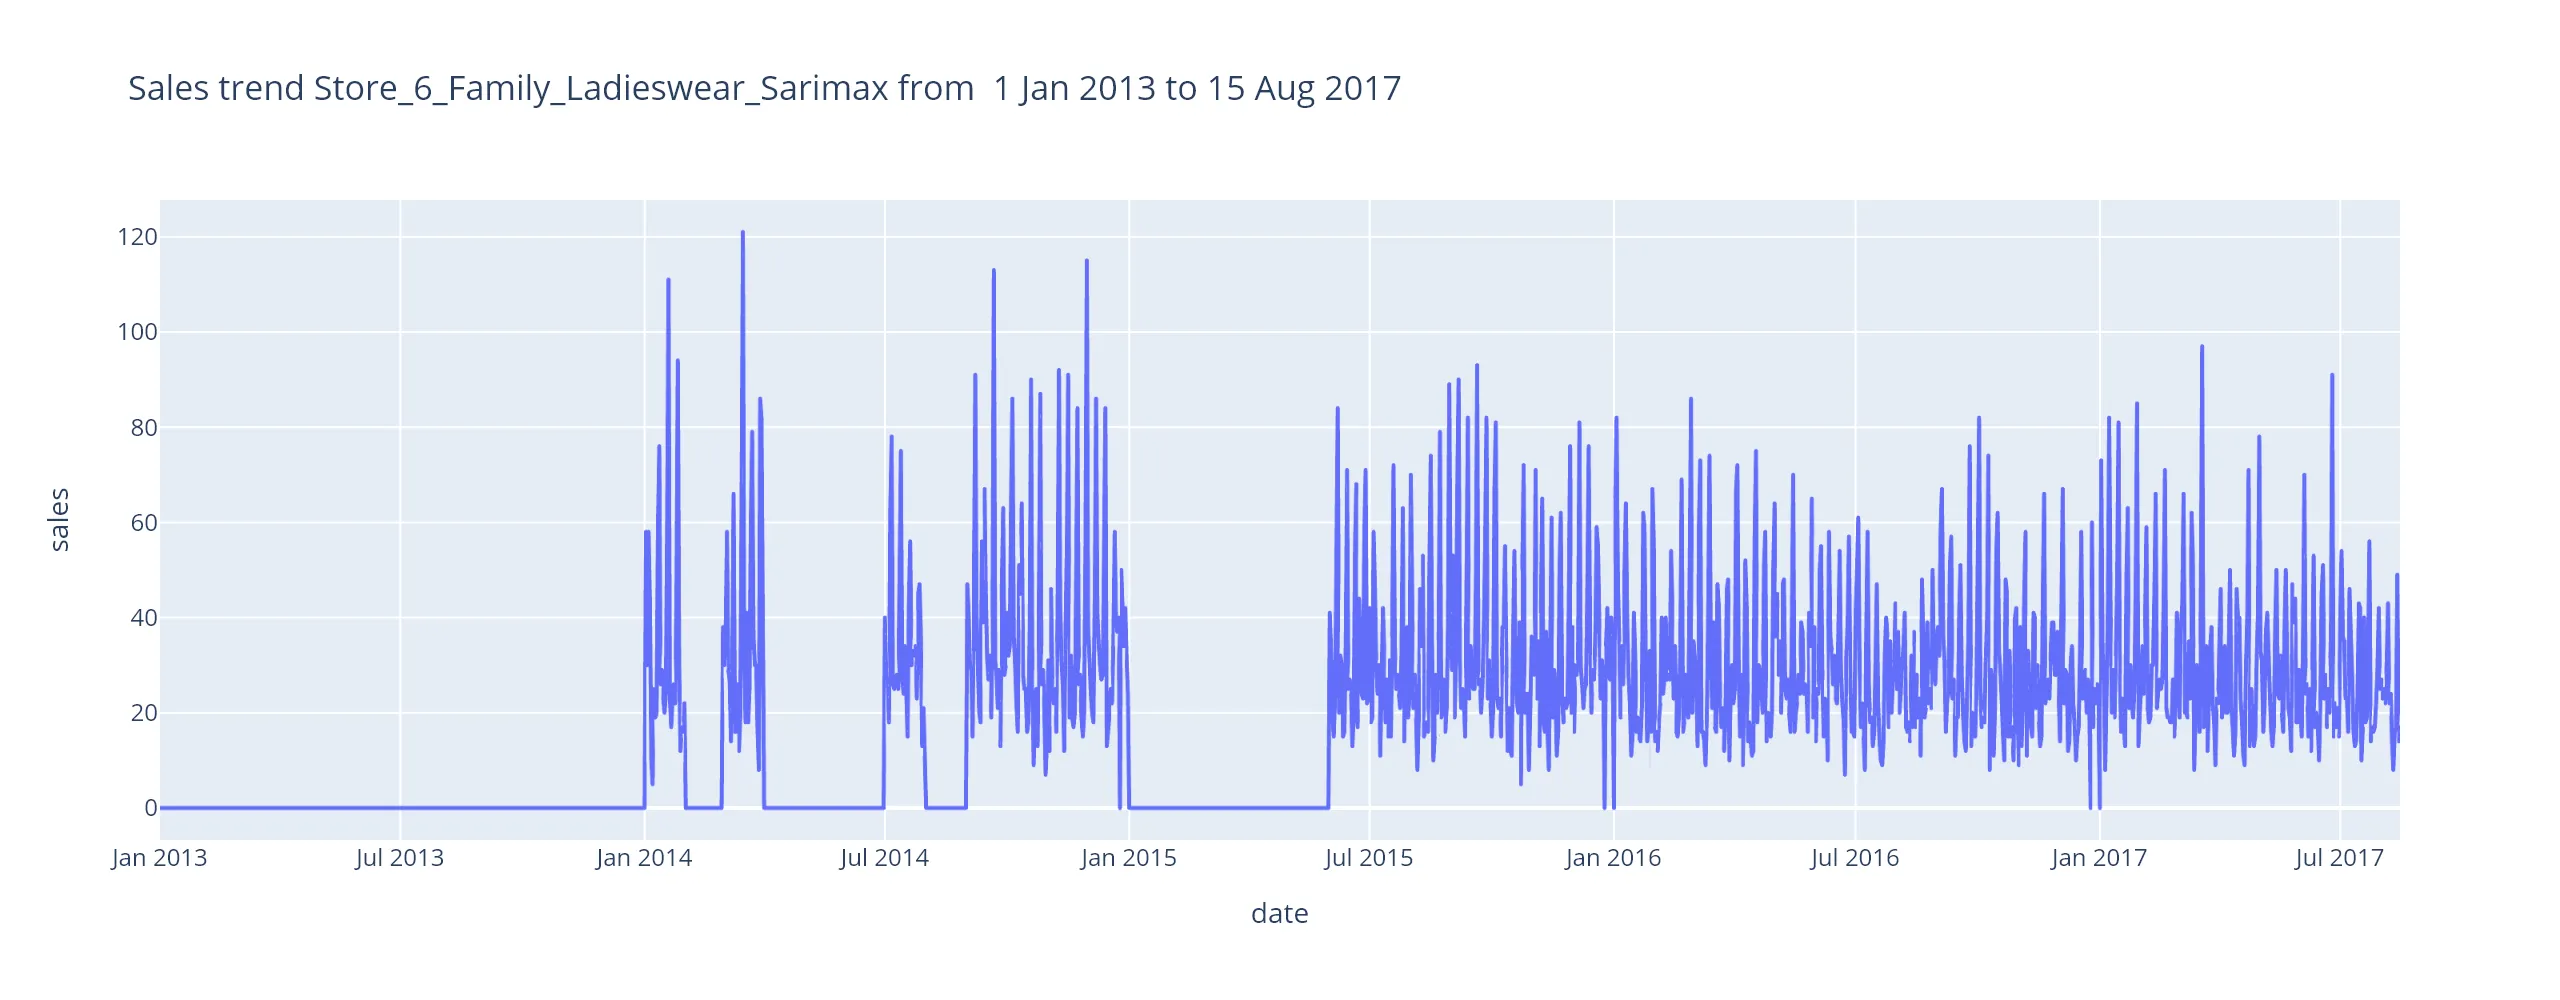 Sales trend Store_6_Family_Ladieswear_Sarimax from  1 Jan 2013 to 15 Aug 2017
120
100
80
60
40
20
0
sales
Jan 2013 Jul 2013 Jan 2014 Jul 2014 Jan 2015 Jul 2015 Jan 2016 Jul 2016 Jan 2017 Jul 2017
date